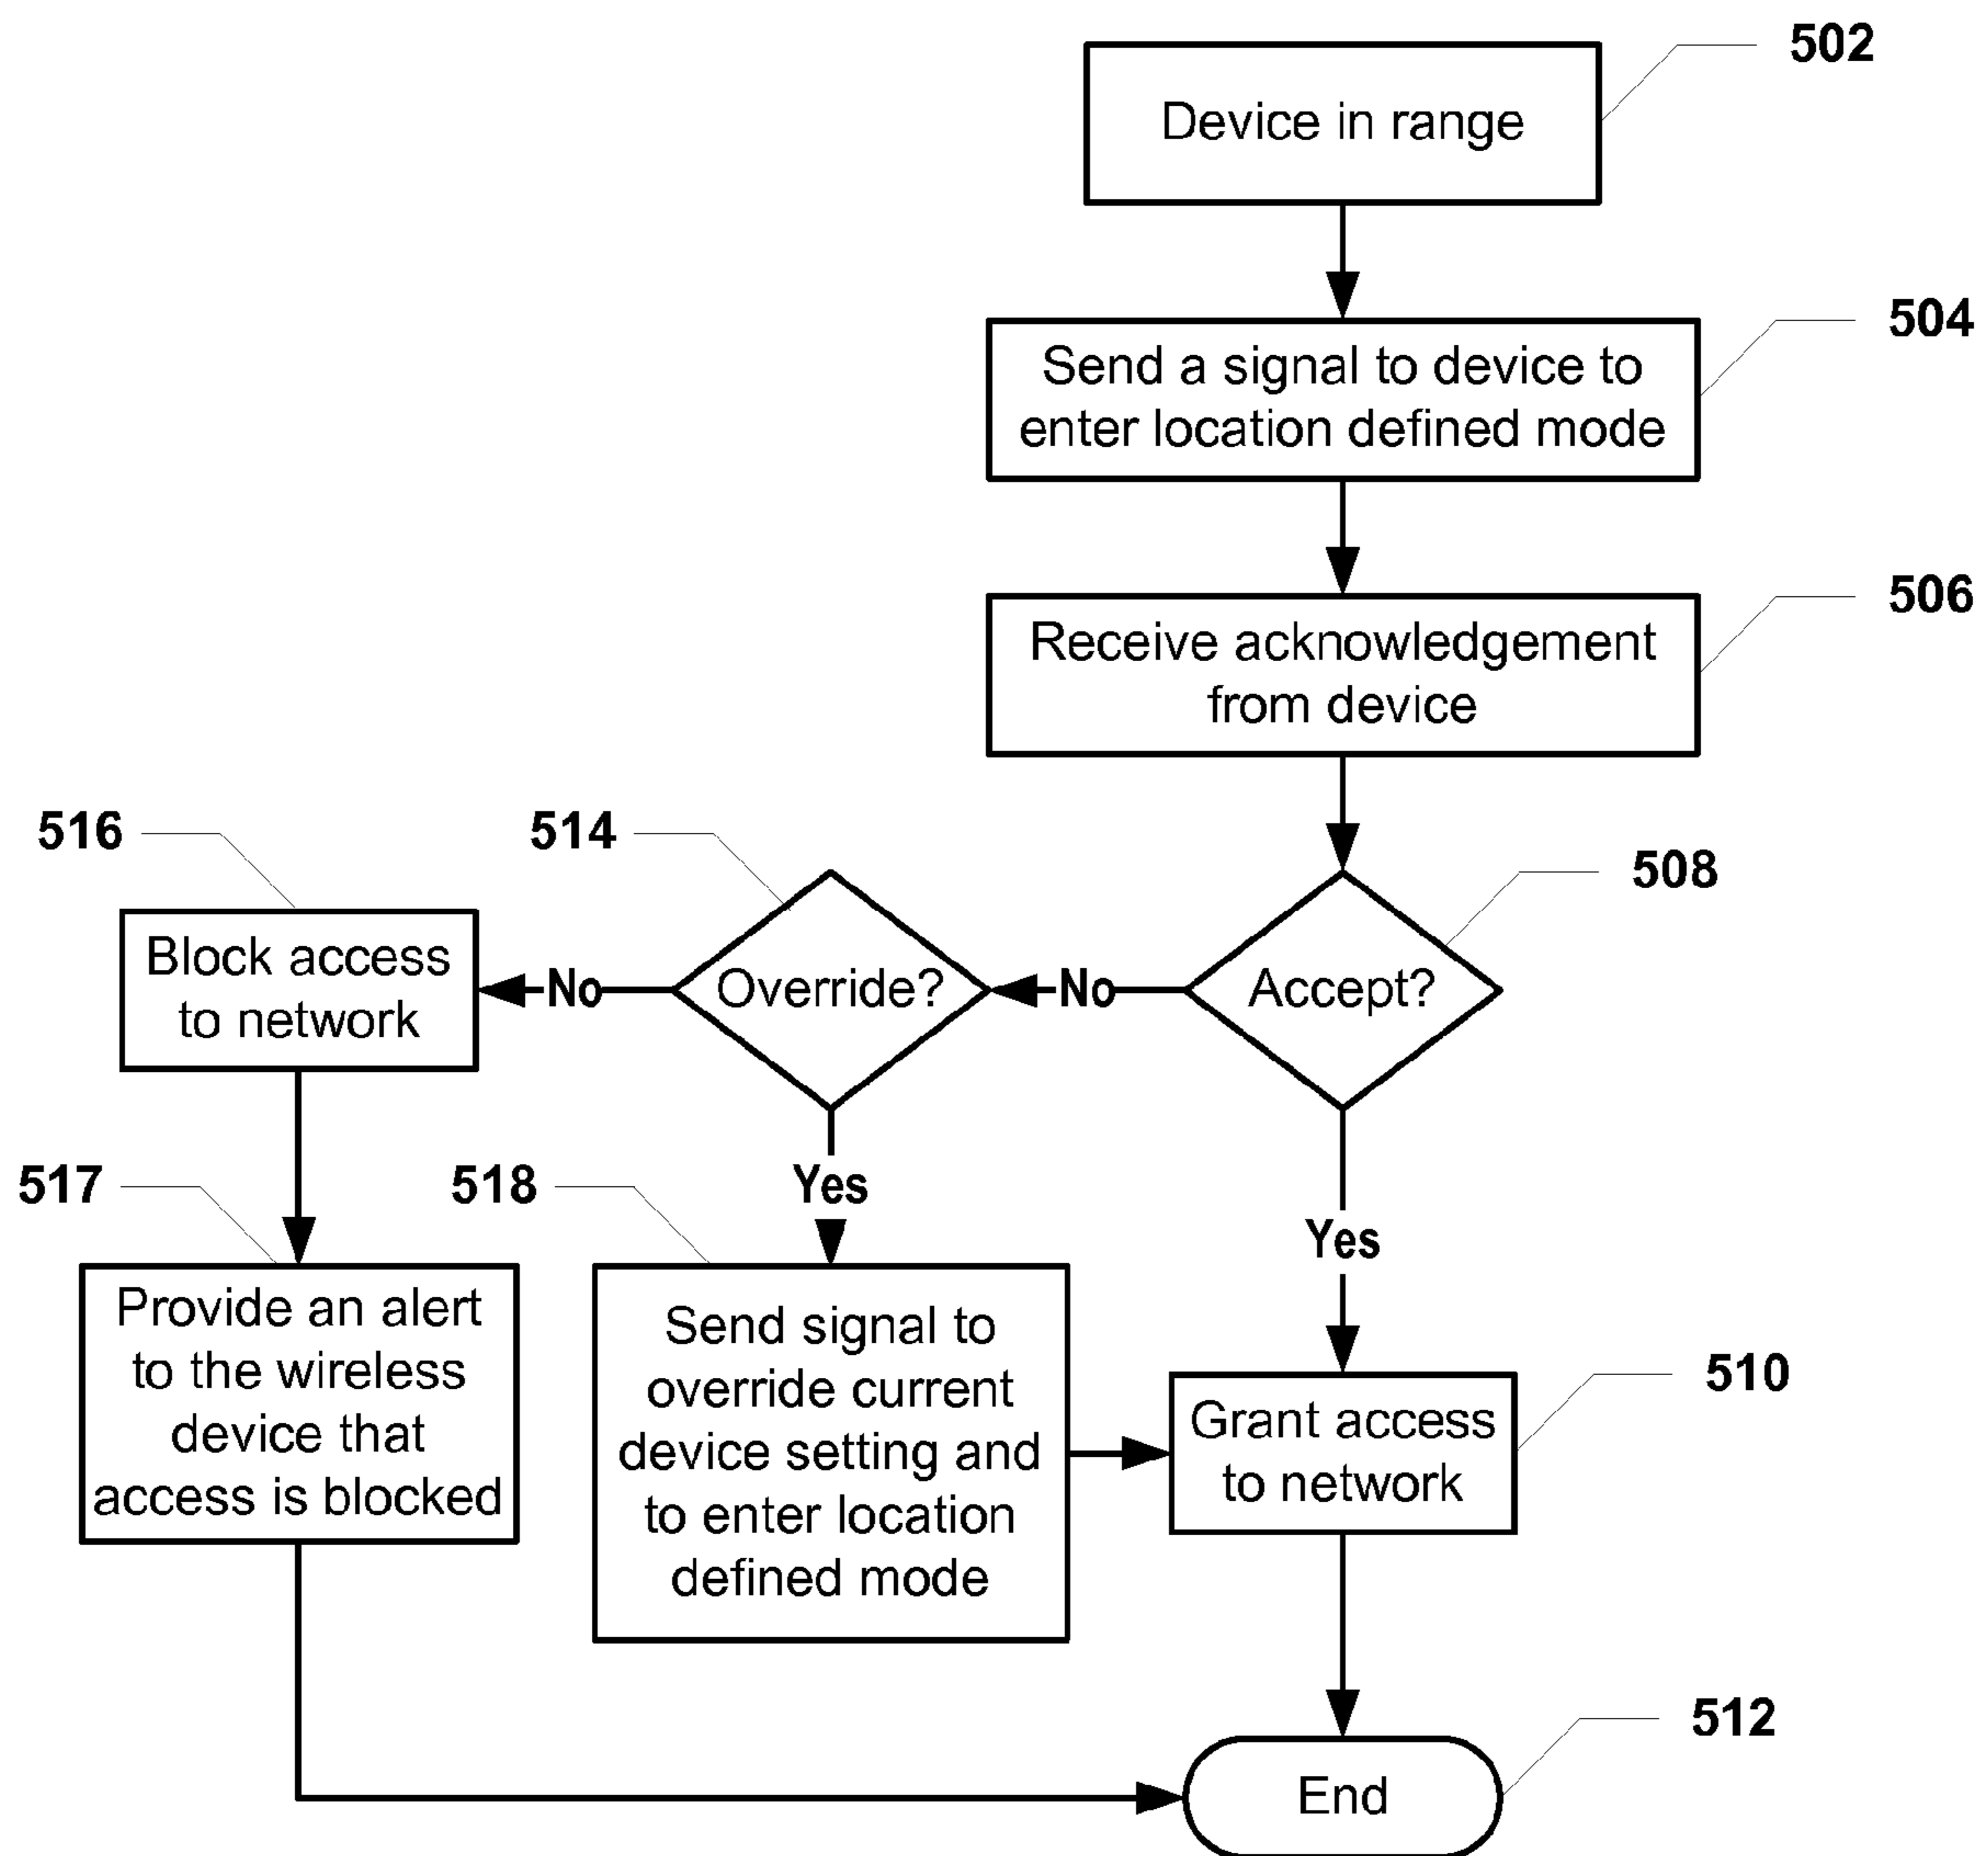 502
Device in range
504
Send a signal to device to
enter location defined mode
506
Receive acknowledgement
from device
516
514
508
Block access
to network
No
Override?
No
Accept?
517
518
Yes
Yes
Provide an alert
to the wireless
device that
access is blocked
Send signal to
override current
device setting and
to enter location
defined mode
510
Grant access
to network
512
End